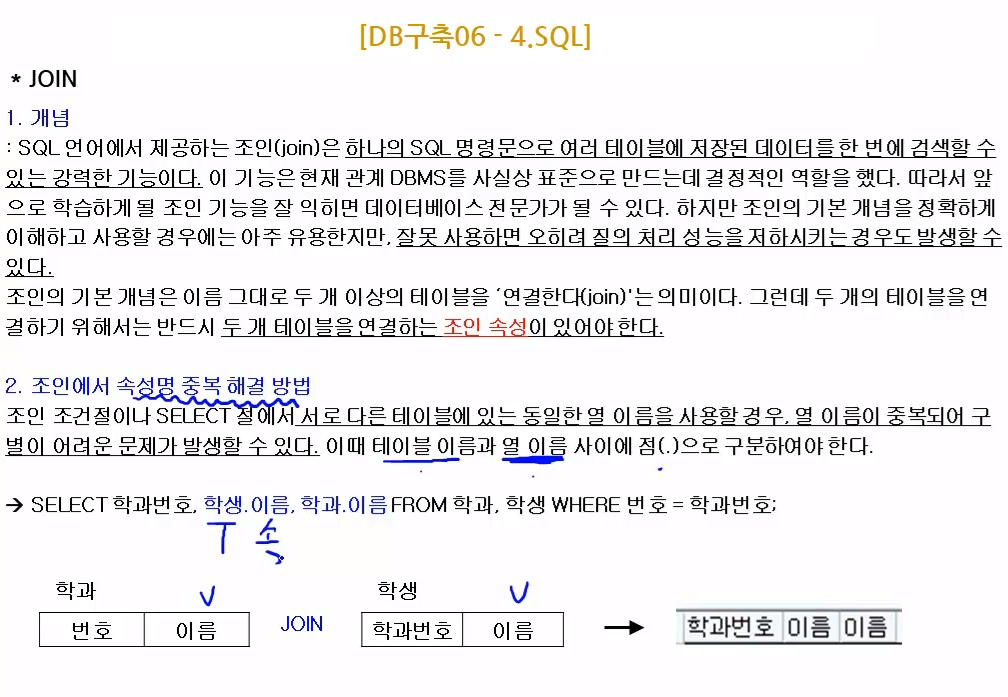 [DB구축06 - 4.SQL]
* JOIN
1. 개념
: SQL 언어에서 제공하는 조인(join)은 하나의 SQL 명령문으로 여러 테이블에 저장된 데이터를 한 번에 검색할 수
있는 강력한 기능이다. 이 기능은 현재 관계 DBMS를 사실상 표준으로 만드는데 결정적인 역할을 했다. 따라서 앞
으로 학습하게 될 조인 기능을 잘 익히면 데이터베이스 전문가가 될 수 있다. 하지만 조인의 기본 개념을 정확하게
이해하고 사용할 경우에는 아주 유용한지만, 잘못 사용하면 오히려 질의 처리 성능을 저하시키는 경우도 발생할 수
있다.
조인의 기본 개념은 이름 그대로 두 개 이상의 테이블을 ‘연결한다(join)'는 의미이다. 그런데 두 개의 테이블을 연
결하기 위해서는 반드시 두 개 테이블을 연결하는 조인 속성이 있어야 한다.
2. 조인에서 속성명 중복 해결 방법
조인 조건절이나 SELECT 절에서 서로 다른 테이블에 있는 동일한 열 이름을 사용할 경우, 열 이름이 중복되어 구
별이 어려운 문제가 발생할 수 있다. 이때 테이블 이름과 열 이름 사이에 점(.)으로 구분하여야 한다.
→ SELECT 학과번호, 학생.이름, 학과.이름 FROM 학과, 학생 WHERE 번호 = 학과번호;
T 속
학과 학생
번호 이름 JOIN 학과번호 이름 → 학과번호 이름 이름